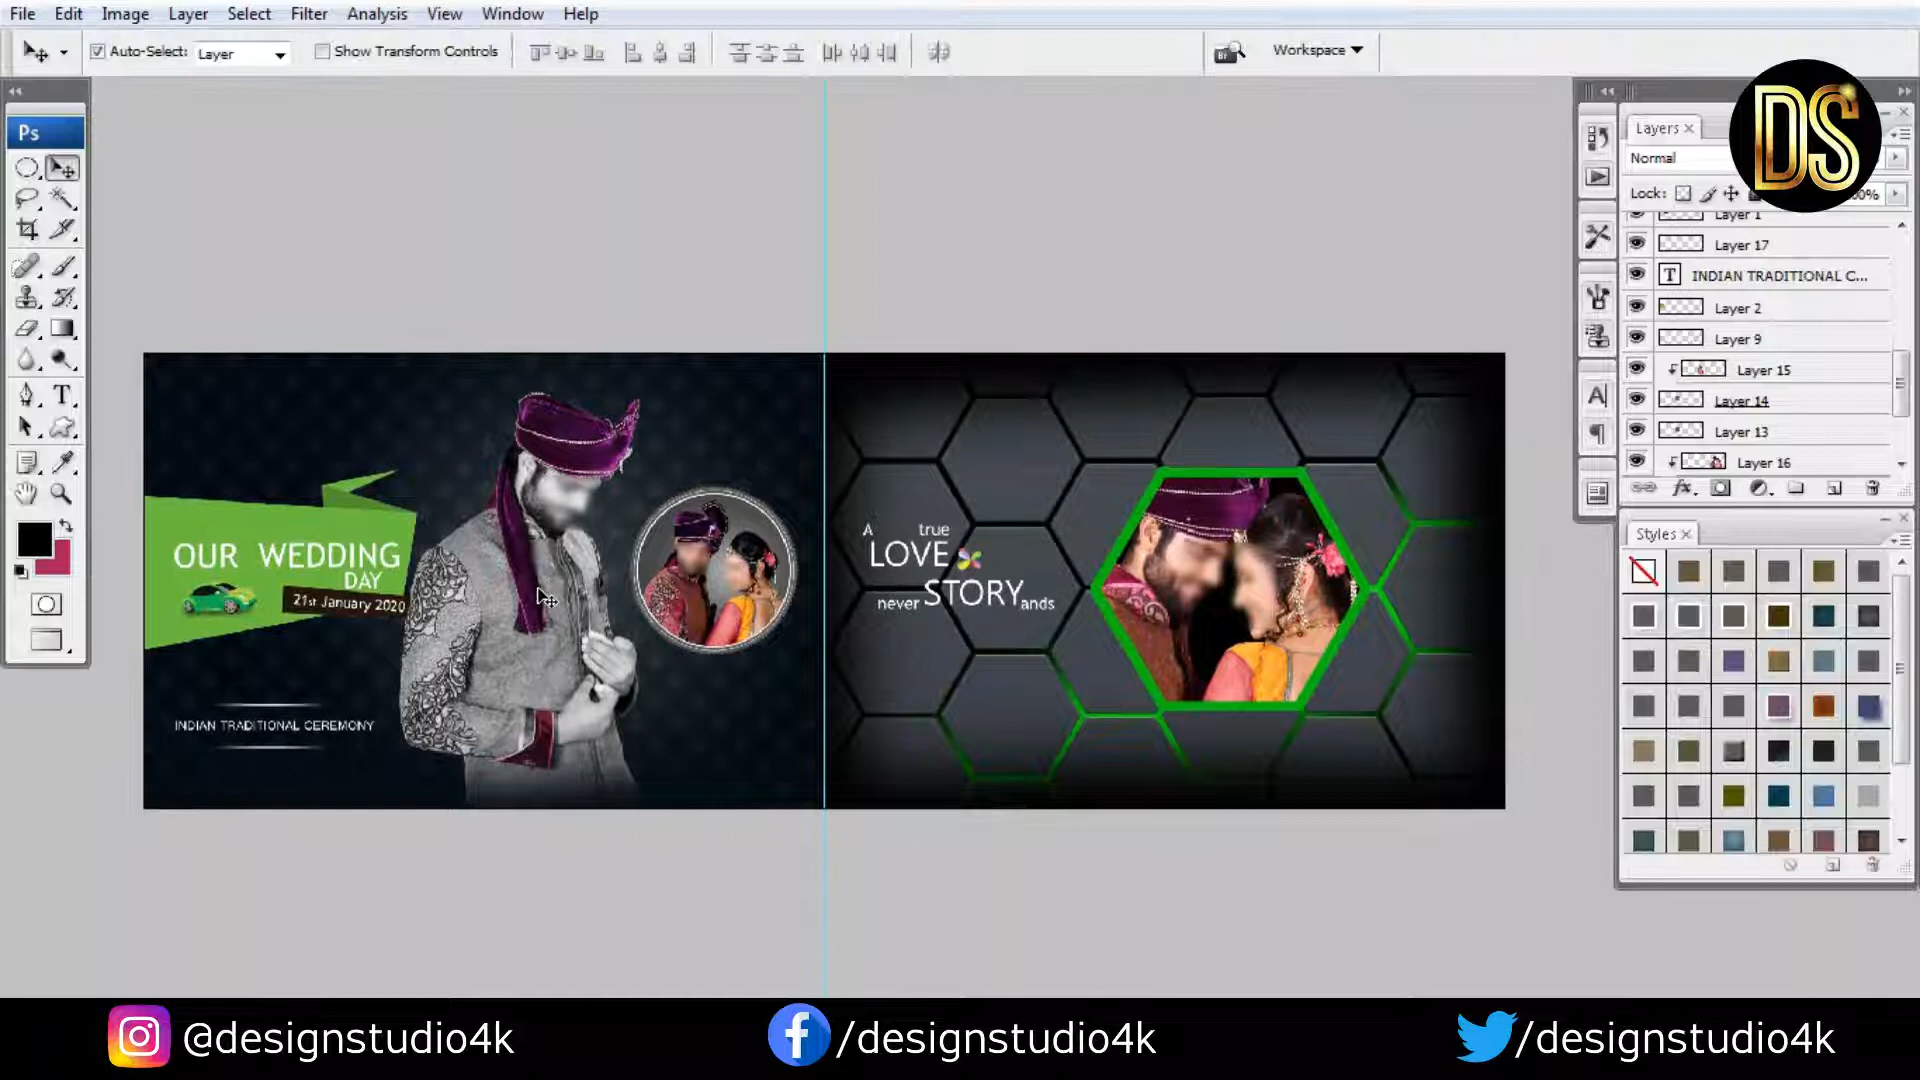 File Edit Image Layer Select Filter Analysis View Window Help
Auto-Select: Layer Show Transform Controls Workspace
Ps
DS
Layers
Normal
Lock:
Layer 1
Layer 17
INDIAN TRADITIONAL C...
Layer 2
Layer 9
Layer 15
Layer 14
Layer 13
Layer 16
Styles
OUR WEDDING
DAY
21st January 2020
INDIAN TRADITIONAL CEREMONY
A true
LOVE
never STORY ands
@designstudio4k
/designstudio4k
/designstudio4k